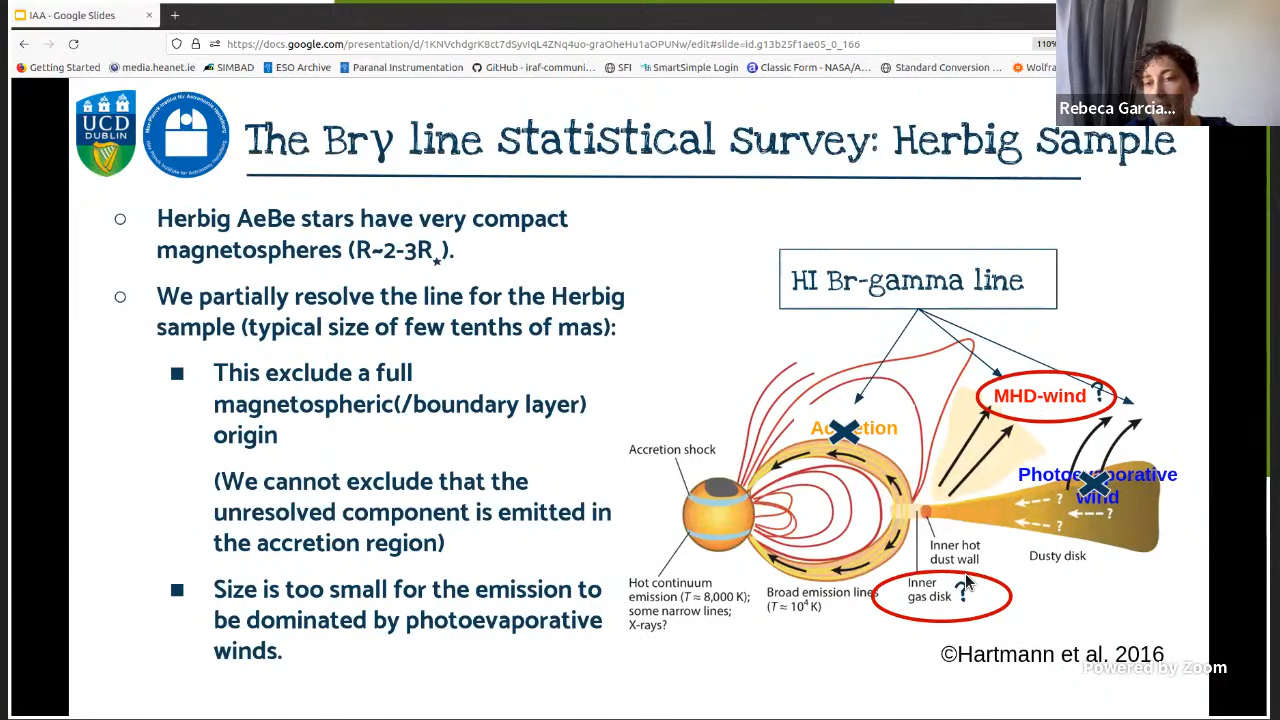 IAA - Google Slides
https://docs.google.com/presentation/d/1KNVchdgrK8ct7dSyvIqL4ZNq4uo-graOheHu1aOPUNw/edit#slide=id.g13b25f1ae05_0_166
110%
Getting Started
media.heanet.ie
SIMBAD
ESO Archive
Paranal Instrumenta
GitHub - iraf-communi...
SFI
SmartSimple Login
Classic Form - NASA/A...
Standard Conversion ...
Wolfra
Rebeca Garcia...
UCD
DUBLIN
The Brγ line statistical survey: Herbig sample
Herbig AeBe stars have very compact
magnetospheres (R~2-3R★).
We partially resolve the line for the Herbig
sample (typical size of few tenths of mas):
This exclude a full
magnetospheric(/boundary layer)
origin
(We cannot exclude that the
unresolved component is emitted in
the accretion region)
Size is too small for the emission to
be dominated by photoevaporative
winds.
HI Br-gamma line
MHD-wind ?
Accretion
Photoevaporative
wind
Accretion shock
?
?
?
Inner hot
dust wall
Dusty disk
Inner
gas disk ?
Hot continuum
emission (T ≈ 8,000 K);
some narrow lines;
X-rays?
Broad emission lines
(T ≈ 10⁴ K)
©Hartmann et al. 2016
Powered by Zoom